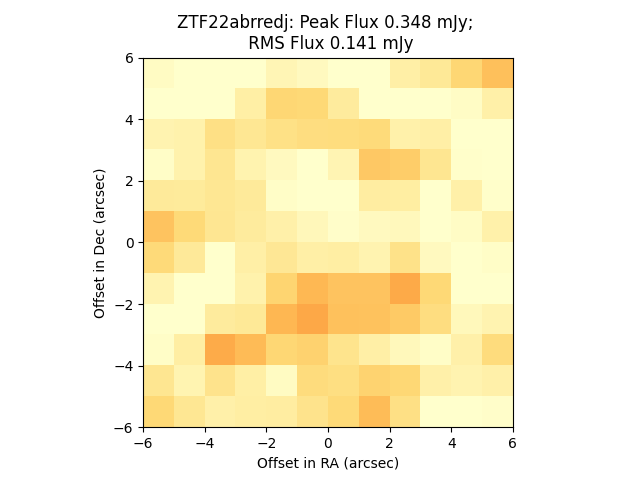 ZTF22abrredj: Peak Flux 0.348 mJy;
RMS Flux 0.141 mJy
6
4
2
0
−2
−4
−6
Offset in Dec (arcsec)
−6 −4 −2 0 2 4 6
Offset in RA (arcsec)